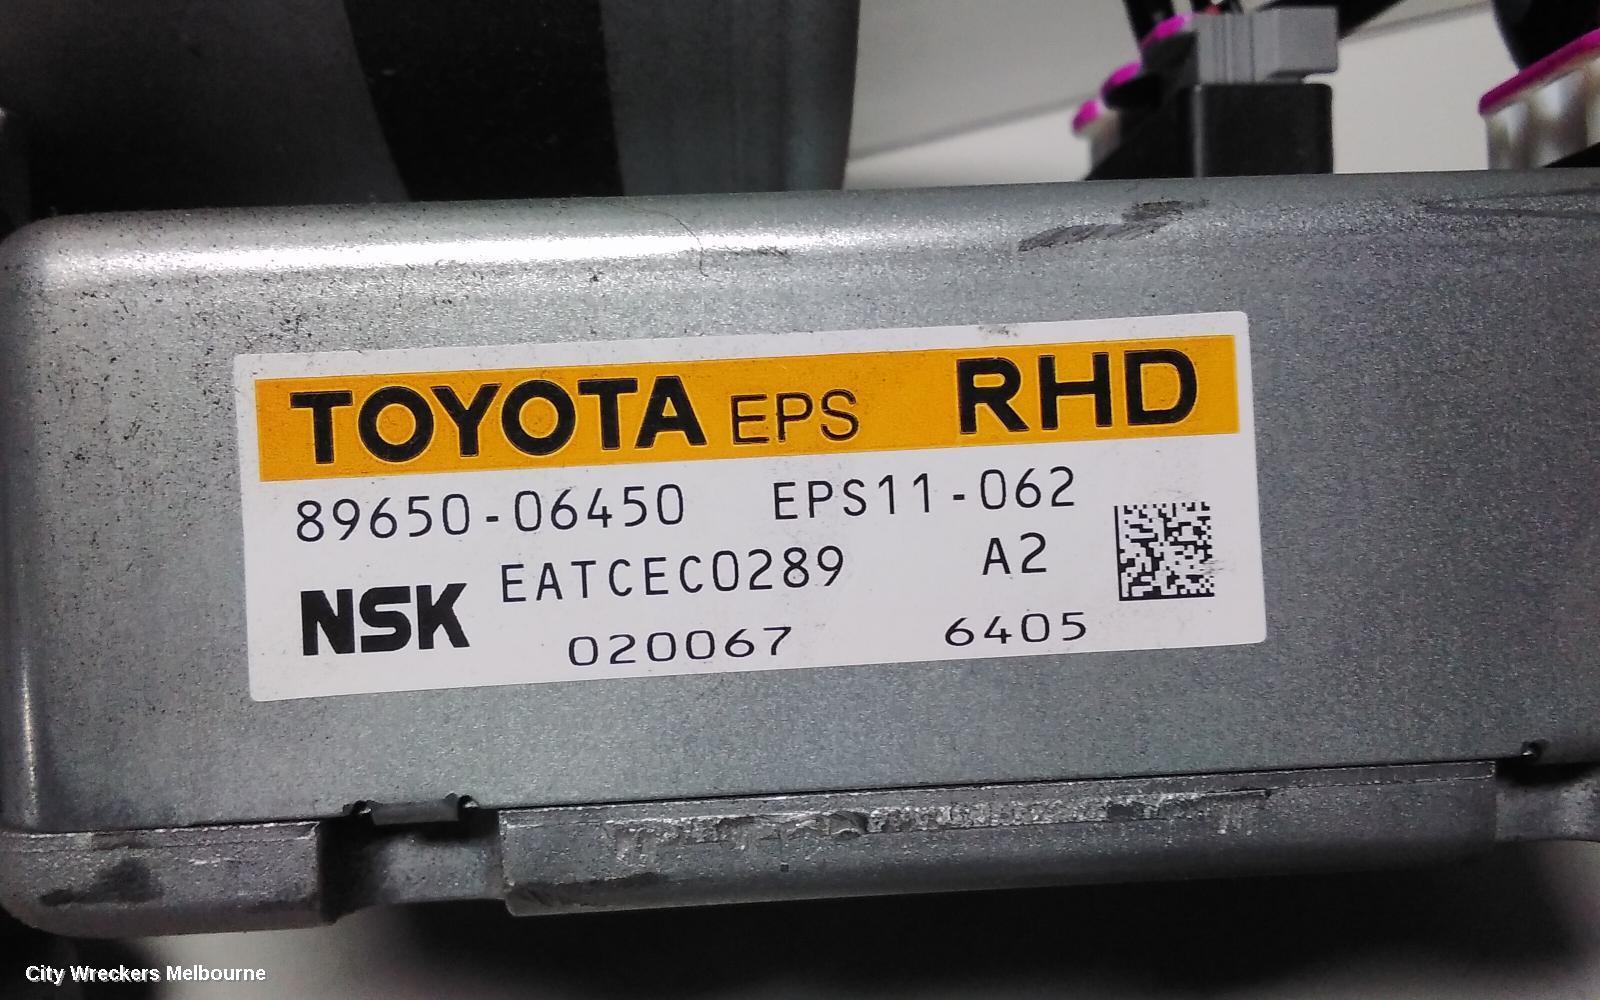 TOYOTA EPS RHD
89650-06450 EPS11-062
NSK EATCEC0289 A2
020067 6405
City Wreckers Melbourne